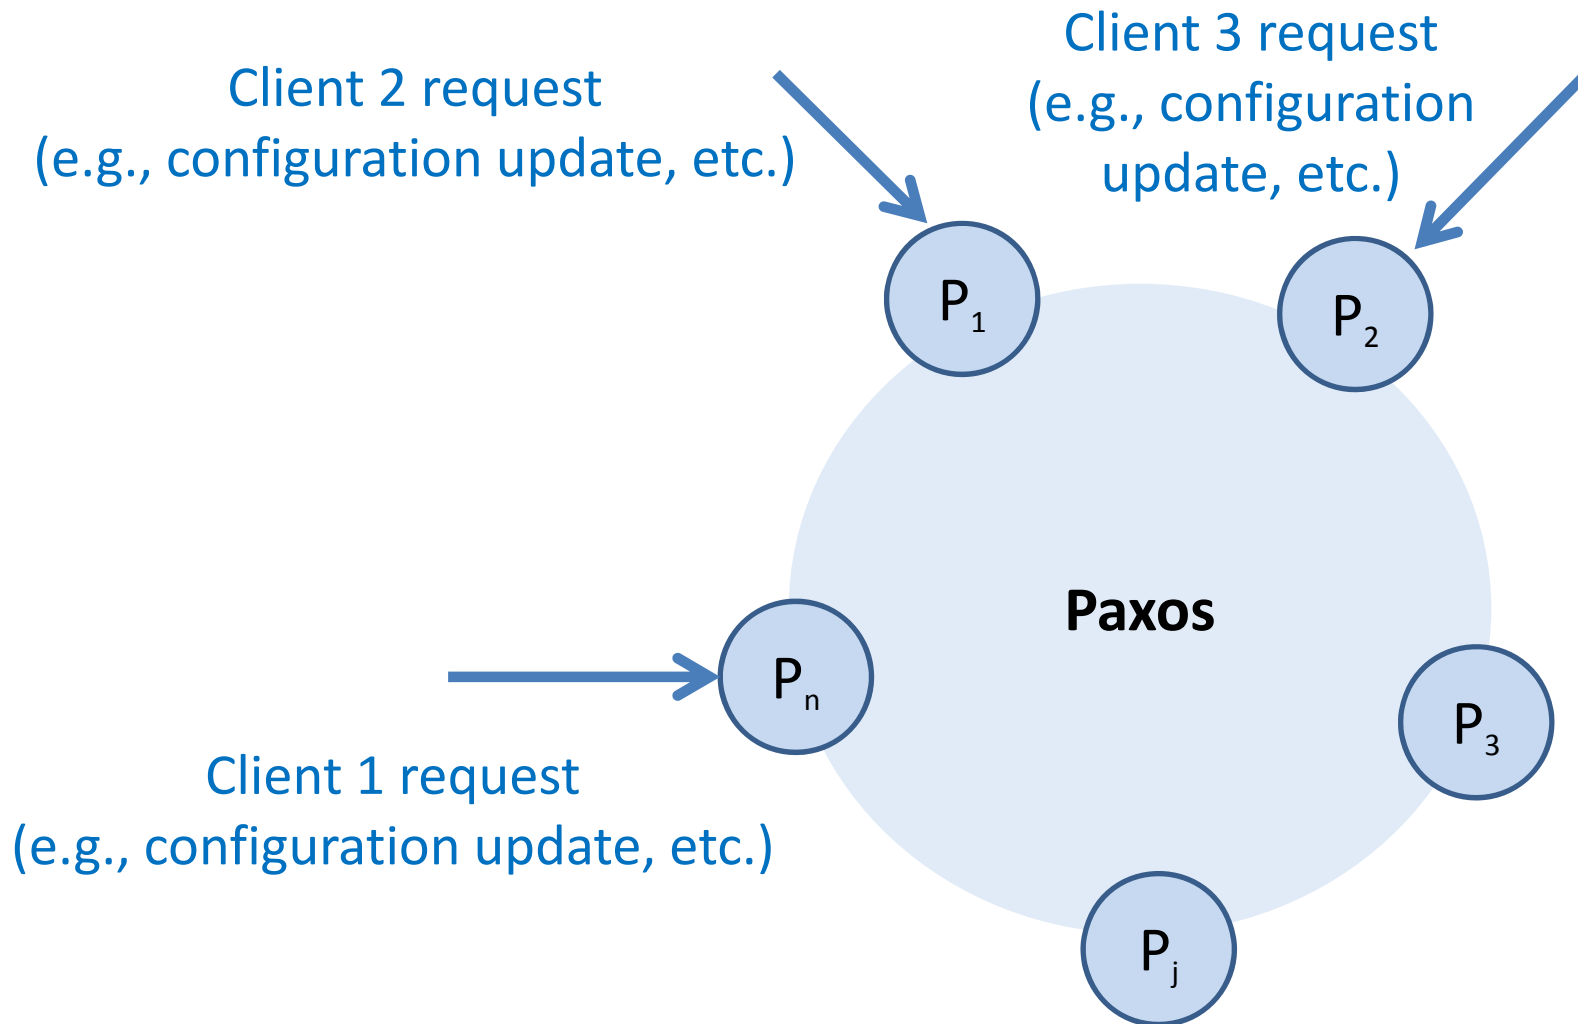 Client 2 request
(e.g., configuration update, etc.)
Client 3 request
(e.g., configuration
update, etc.)
P₁
P₂
Paxos
Pₙ
P₃
Client 1 request
(e.g., configuration update, etc.)
Pⱼ